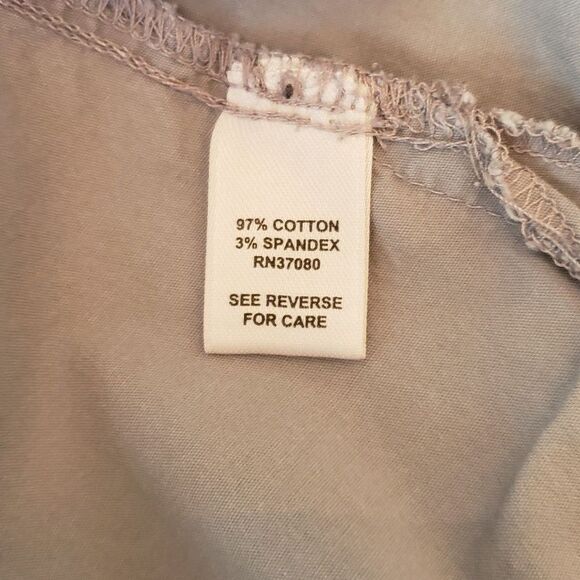 97% COTTON
3% SPANDEX
RN37080
SEE REVERSE
FOR CARE